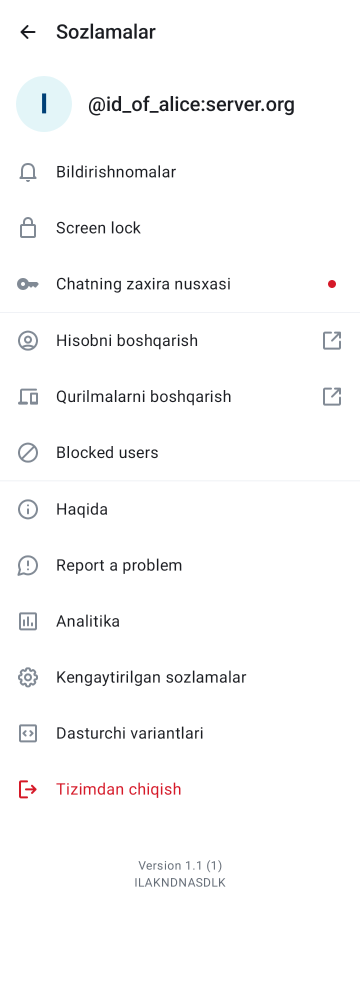 Sozlamalar
I
@id_of_alice:server.org
Bildirishnomalar
Screen lock
Chatning zaxira nusxasi
Hisobni boshqarish
Qurilmalarni boshqarish
Blocked users
Haqida
Report a problem
Analitika
Kengaytirilgan sozlamalar
Dasturchi variantlari
Tizimdan chiqish
Version 1.1 (1)
ILAKNDNASDLK